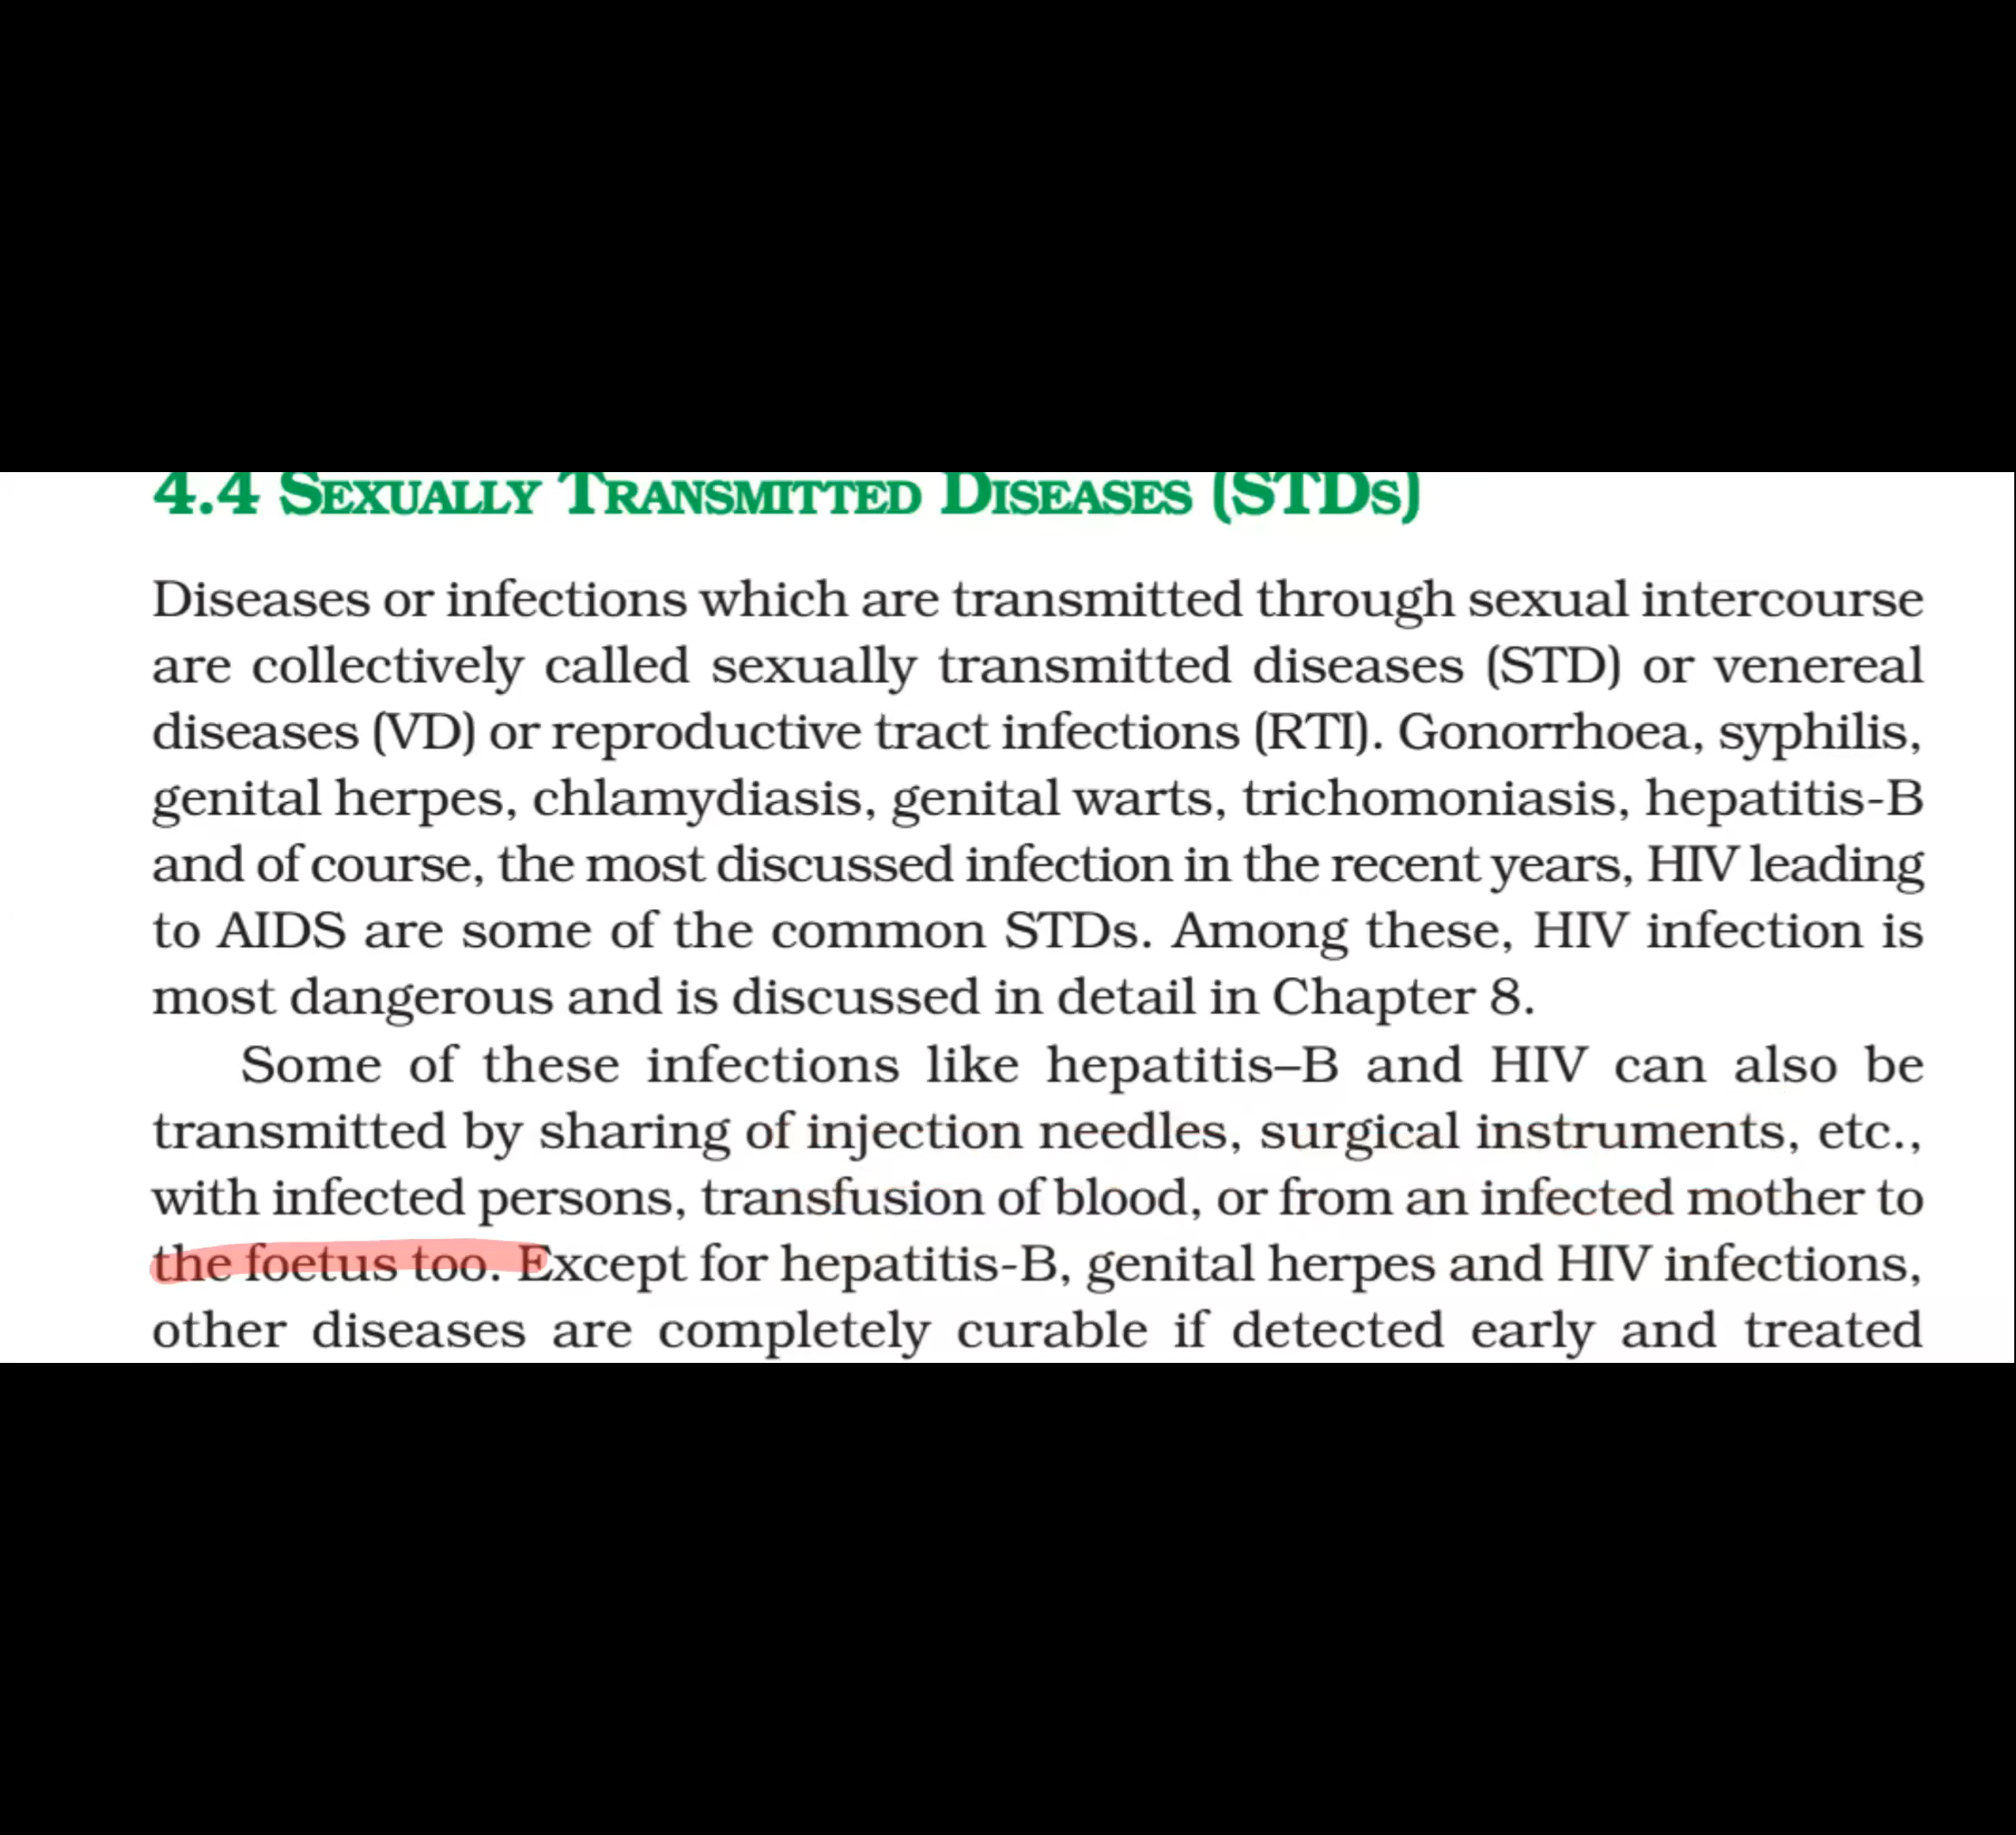 4.4 SEXUALLY TRANSMITTED DISEASES (STDS)
Diseases or infections which are transmitted through sexual intercourse
are collectively called sexually transmitted diseases (STD) or venereal
diseases (VD) or reproductive tract infections (RTI). Gonorrhoea, syphilis,
genital herpes, chlamydiasis, genital warts, trichomoniasis, hepatitis-B
and of course, the most discussed infection in the recent years, HIV leading
to AIDS are some of the common STDs. Among these, HIV infection is
most dangerous and is discussed in detail in Chapter 8.
Some of these infections like hepatitis–B and HIV can also be
transmitted by sharing of injection needles, surgical instruments, etc.,
with infected persons, transfusion of blood, or from an infected mother to
the foetus too. Except for hepatitis-B, genital herpes and HIV infections,
other diseases are completely curable if detected early and treated